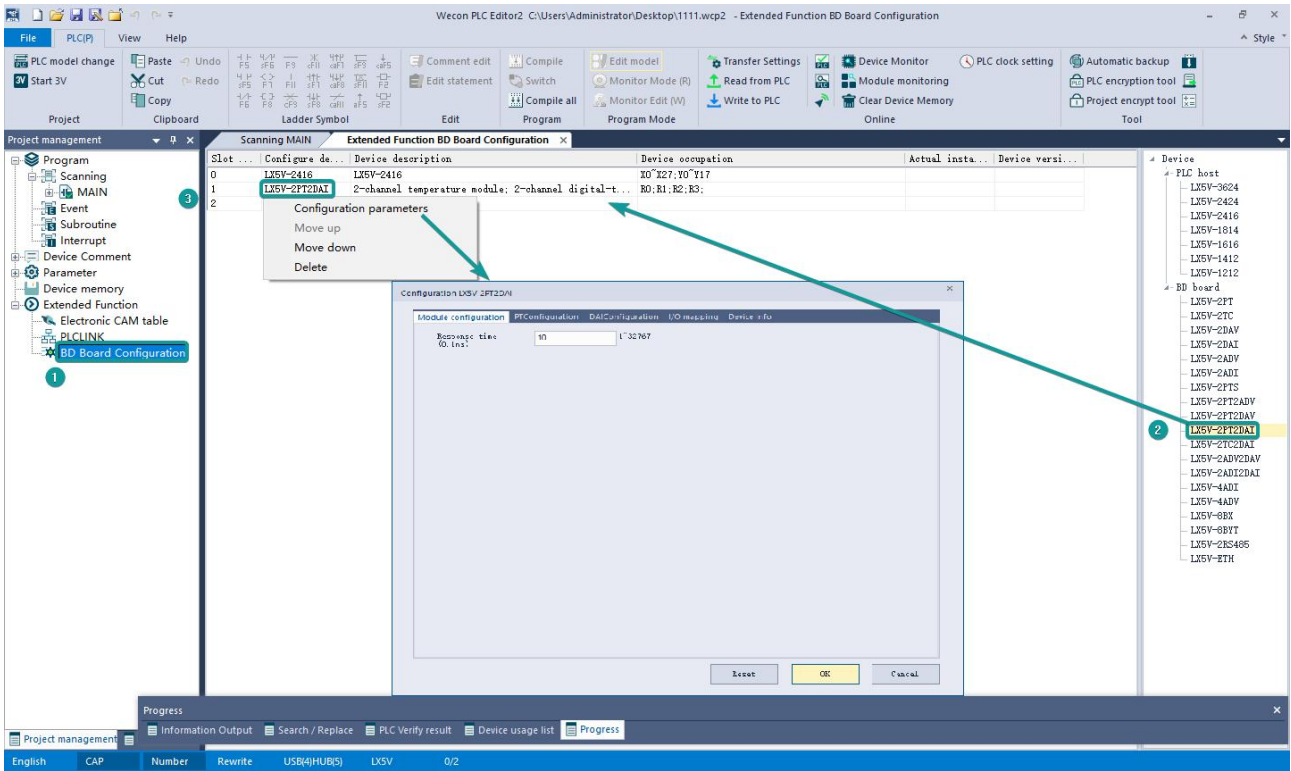 Wecon PLC Editor2 C:\Users\Administrator\Desktop\1111.wcp2 - Extended Function BD Board Configuration
File PLC(P) View Help Style
PLC model change Paste Undo Comment edit Compile Edit model Transfer Settings Device Monitor PLC clock setting Automatic backup
Start 3V Cut Redo Edit statement Switch Monitor Mode (R) Read from PLC Module monitoring PLC encryption tool
Copy Compile all Monitor Edit (W) Write to PLC Clear Device Memory Project encrypt tool
Project Clipboard Ladder Symbol Edit Program Program Mode Online Tool
Project management
Program
Scanning
MAIN
Event
Subroutine
Interrupt
Device Comment
Parameter
Device memory
Extended Function
Electronic CAM table
PLCLINK
BD Board Configuration
1
3
Scanning MAIN Extended Function BD Board Configuration
Slot ... Configure de... Device description Device occupation Actual insta... Device versi...
0 LX5V-2416 LX5V-2416 X0~X27;Y0~Y17
1 LX5V-2PT2DAI 2-channel temperature module; 2-channel digital-t... R0;R1;R2;R3;
2
Configuration parameters
Move up
Move down
Delete
Configuration LX5V-2PT2DAI
Module configuration PTConfiguration DAIConfiguration I/O mapping Device info
Response time 10 1~32767
(0.1ms)
Reset OK Cancel
Device
PLC host
LX5V-3624
LX5V-2424
LX5V-2416
LX5V-1814
LX5V-1616
LX5V-1412
LX5V-1212
BD board
LX5V-2PT
LX5V-2TC
LX5V-2DAV
LX5V-2DAI
LX5V-2ADV
LX5V-2ADI
LX5V-2PTS
LX5V-2PT2ADV
LX5V-2PT2DAV
2 LX5V-2PT2DAI
LX5V-2TC2DAI
LX5V-2ADV2DAV
LX5V-2ADI2DAI
LX5V-4ADI
LX5V-4ADV
LX5V-8BX
LX5V-8BYT
LX5V-2RS485
LX5V-ETH
Progress
Information Output Search / Replace PLC Verify result Device usage list Progress
Project management
English CAP Number Rewrite USB(4)HUB(5) LX5V 0/2